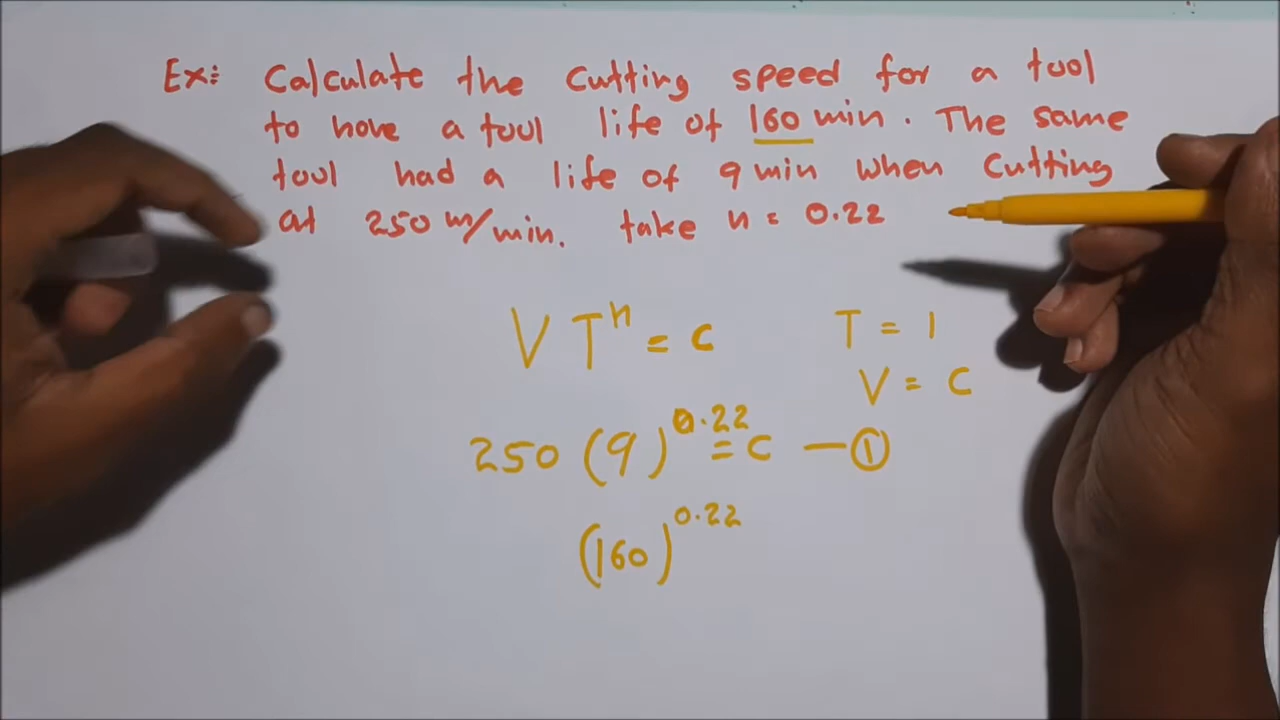 Ex: Calculate the cutting speed for a tool
to have a tool life of 160 min. The same
tool had a life of 9 min when cutting
at 250 m/min. take n = 0.22
V Tⁿ = C
T = 1
V = C
250 (9)^0.22 = C — ①
(160)^0.22